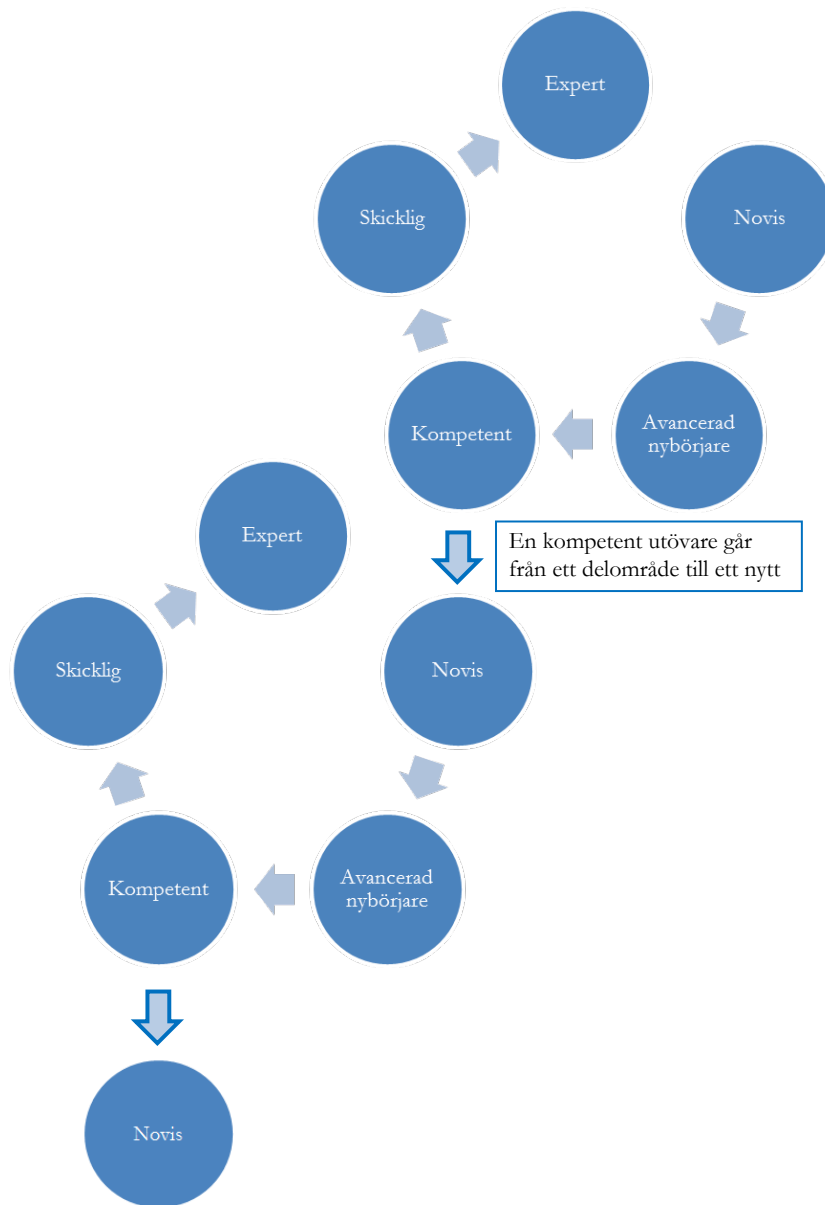 Expert
Skicklig
Novis
Kompetent
Avancerad
nybörjare
En kompetent utövare går
från ett delområde till ett nytt
Expert
Skicklig
Novis
Kompetent
Avancerad
nybörjare
Novis